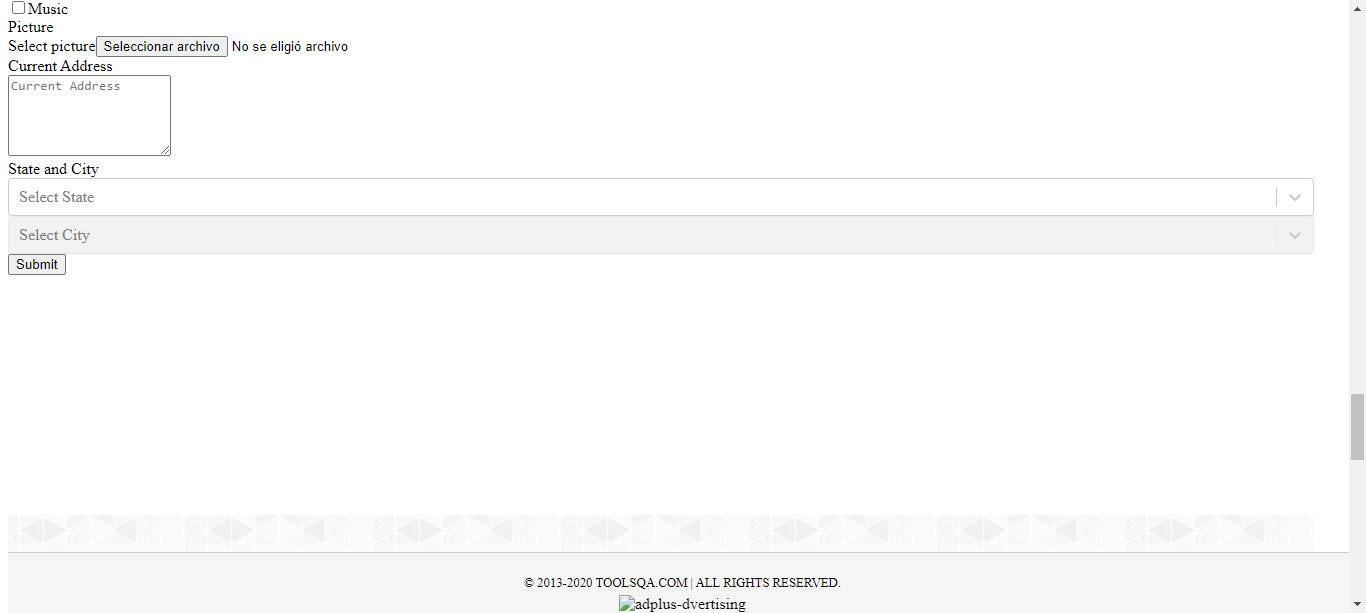 Music
Picture
Select picture Seleccionar archivo No se eligió archivo
Current Address
Current Address
State and City
Select State
Select City
Submit
© 2013-2020 TOOLSQA.COM | ALL RIGHTS RESERVED.
adplus-dvertising